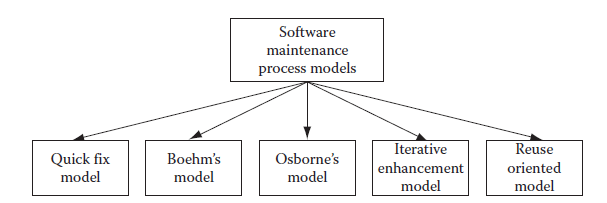 Software
maintenance
process models
Quick fix
model
Boehm's
model
Osborne's
model
Iterative
enhancement
model
Reuse
oriented
model